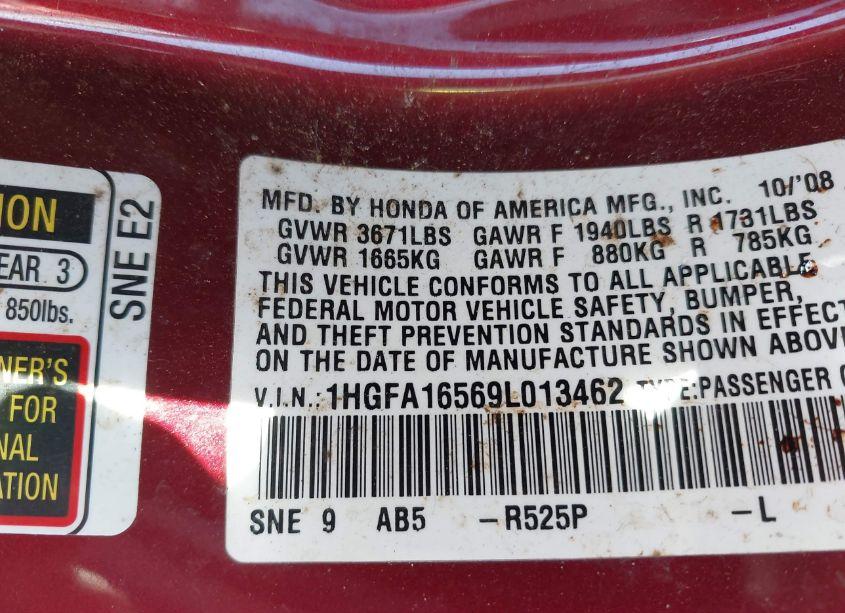 ION
EAR 3
850lbs.
NER'S
FOR
NAL
ATION
SNE E2
MFD. BY HONDA OF AMERICA MFG., INC. 10/'08
GVWR 3671LBS GAWR F 1940LBS R 1731LBS
GVWR 1665KG GAWR F 880KG R 785KG
THIS VEHICLE CONFORMS TO ALL APPLICABLE
FEDERAL MOTOR VEHICLE SAFETY, BUMPER,
AND THEFT PREVENTION STANDARDS IN EFFECT
ON THE DATE OF MANUFACTURE SHOWN ABOVE
V.I.N.: 1HGFA16569L013462 TYPE:PASSENGER C
SNE 9 AB5 -R525P -L